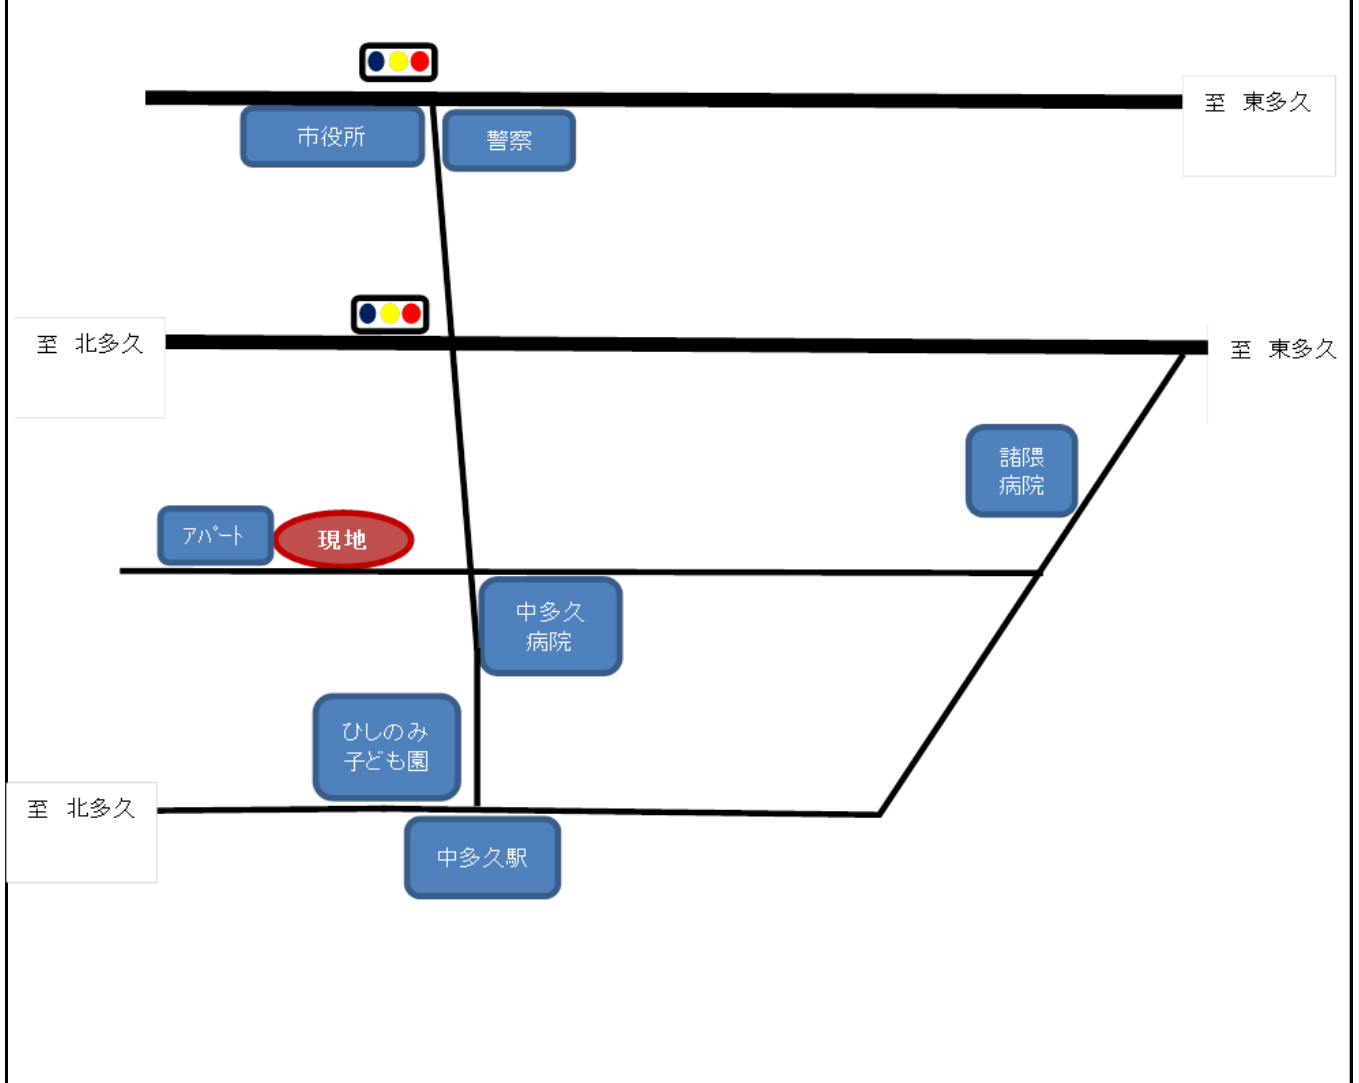 至　東多久
市役所
警察
至　北多久
至　東多久
諸隈
病院
ｱﾊﾟｰﾄ
現地
中多久
病院
ひしのみ
子ども園
至　北多久
中多久駅